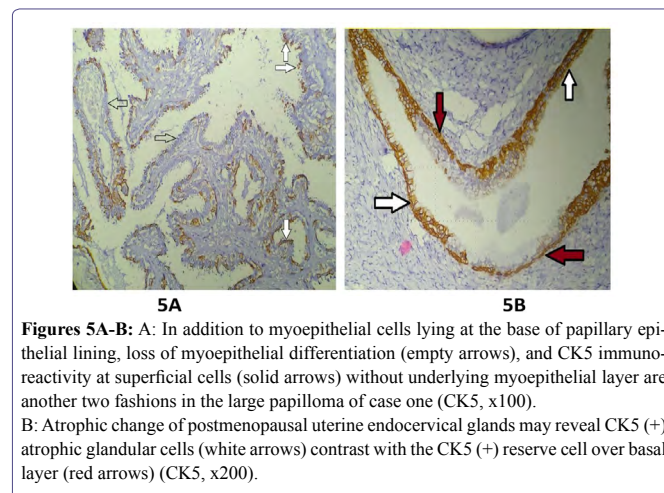 5A 5B
Figures 5A-B: A: In addition to myoepithelial cells lying at the base of papillary epi-
thelial lining, loss of myoepithelial differentiation (empty arrows), and CK5 immuno-
reactivity at superficial cells (solid arrows) without underlying myoepithelial layer are
another two fashions in the large papilloma of case one (CK5, x100).
B: Atrophic change of postmenopausal uterine endocervical glands may reveal CK5 (+)
atrophic glandular cells (white arrows) contrast with the CK5 (+) reserve cell over basal
layer (red arrows) (CK5, x200).